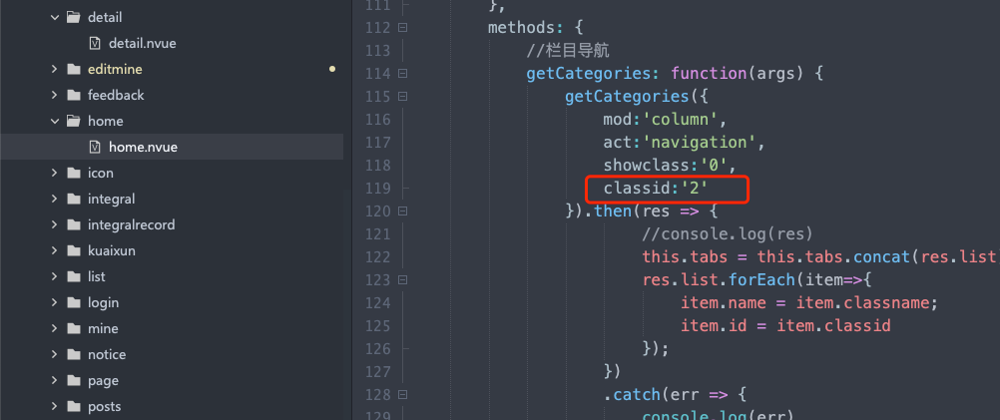 detail
detail.nvue
editmine
feedback
home
home.nvue
icon
integral
integralrecord
kuaixun
list
login
mine
notice
page
posts
111 },
112 methods: {
113 //栏目导航
114 getCategories: function(args) {
115 getCategories({
116 mod:'column',
117 act:'navigation',
118 showclass:'0',
119 classid:'2'
120 }).then(res => {
121 //console.log(res)
122 this.tabs = this.tabs.concat(res.list
123 res.list.forEach(item=>{
124 item.name = item.classname;
125 item.id = item.classid
126 });
127 })
128 .catch(err => {
129 console.log(err)